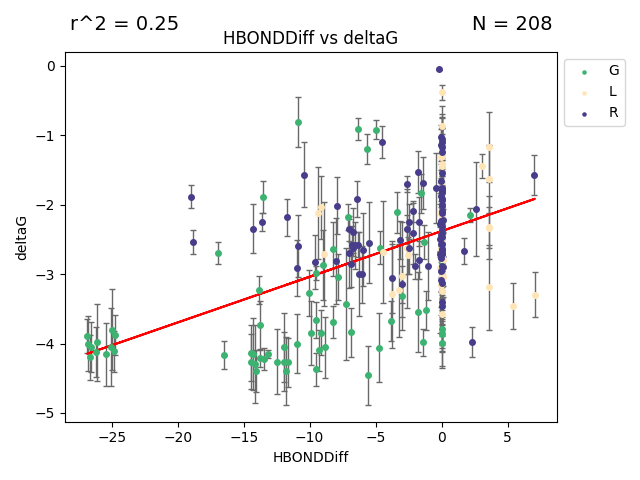 r^2 = 0.25
N = 208
HBONDDiff vs deltaG
G
L
R
0
−1
−2
−3
−4
−5
deltaG
−25
−20
−15
−10
−5
0
5
HBONDDiff